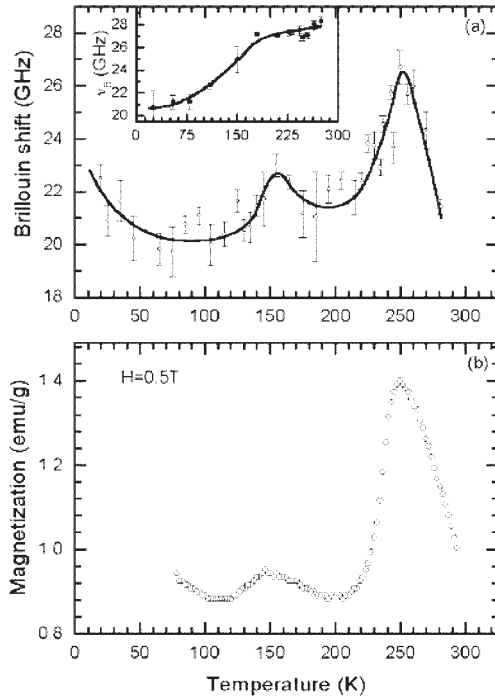 (a)
28
26
24
22
20
18
Brillouin shift (GHz)
28
26
24
22
20
ν_B (GHz)
0 75 150 225 300
0 50 100 150 200 250 300
(b)
H=0.5T
1.4
1.2
1.0
0.8
Magnetization (emu/g)
0 50 100 150 200 250 300
Temperature (K)